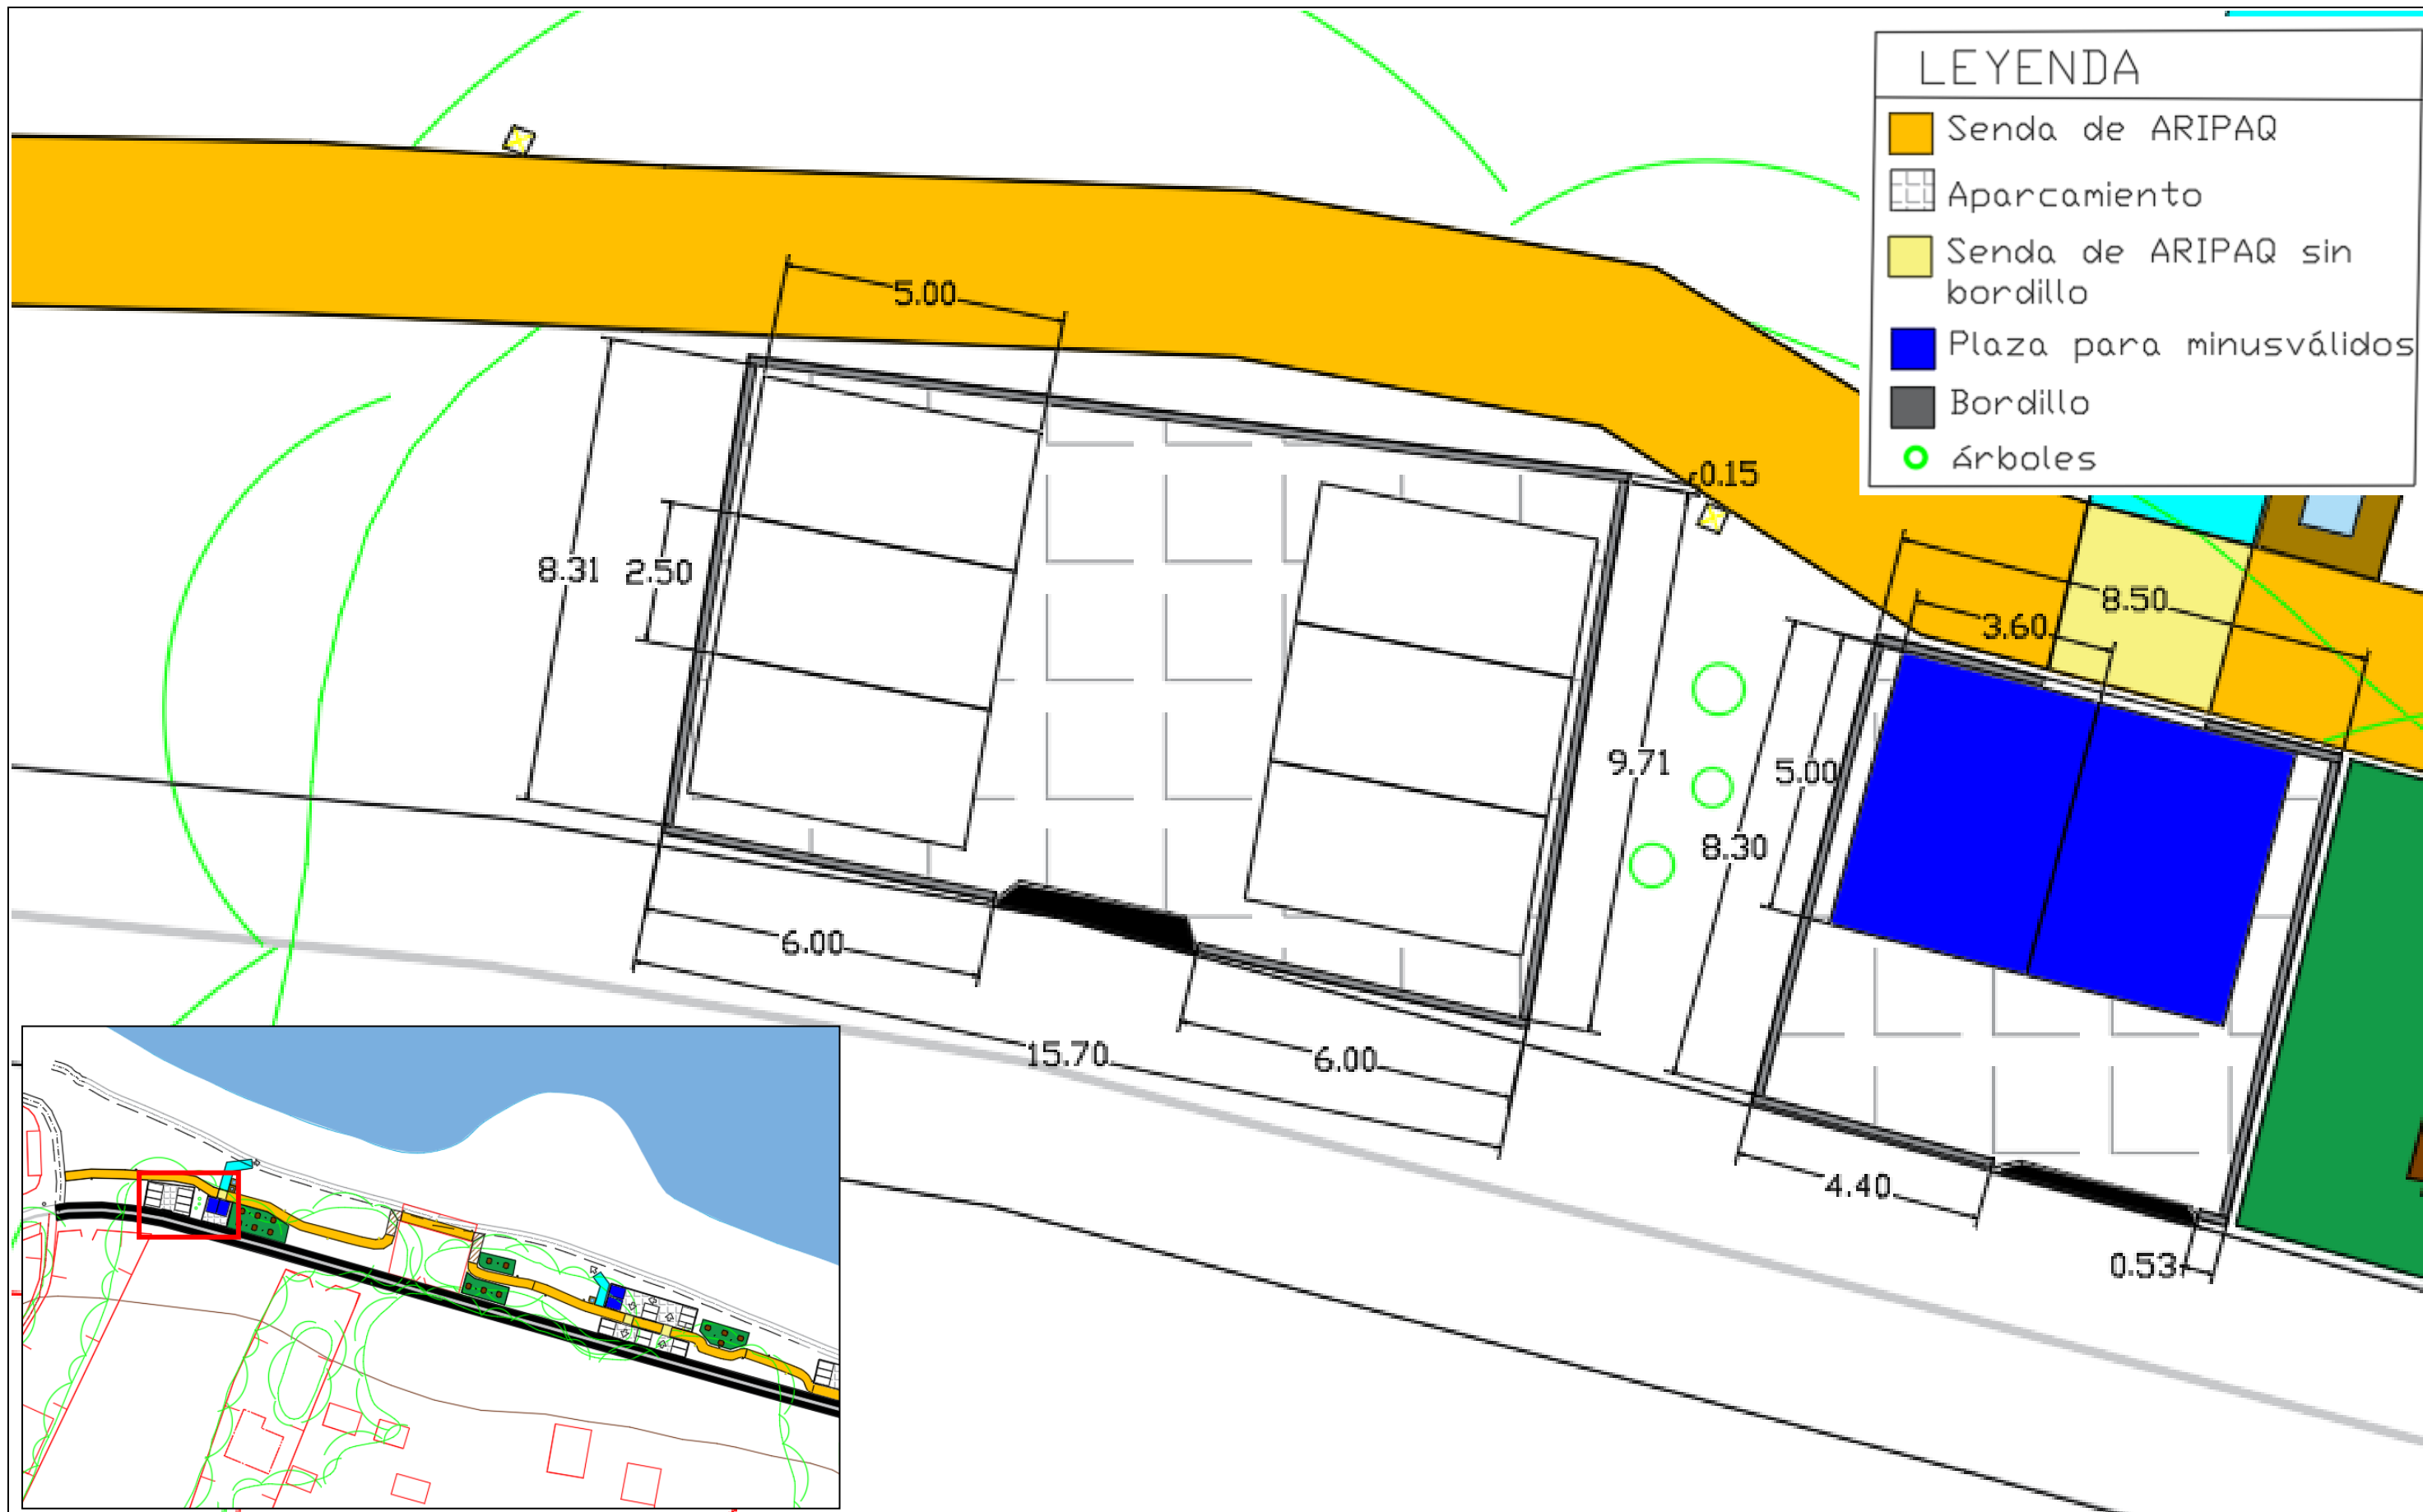 LEYENDA
Senda de ARIPAQ
Aparcamiento
Senda de ARIPAQ sin
bordillo
Plaza para minusválidos
Bordillo
árboles
5.00
0.15
8.31
2.50
8.50
3.60
9.71
5.00
8.30
6.00
15.70
6.00
4.40
0.53